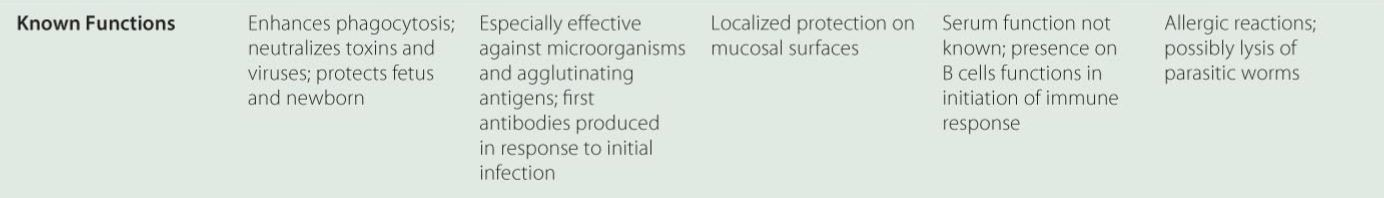 Known Functions
Enhances phagocytosis;
neutralizes toxins and
viruses; protects fetus
and newborn
Especially effective
against microorganisms
and agglutinating
antigens; first
antibodies produced
in response to initial
infection
Localized protection on
mucosal surfaces
Serum function not
known; presence on
B cells functions in
initiation of immune
response
Allergic reactions;
possibly lysis of
parasitic worms